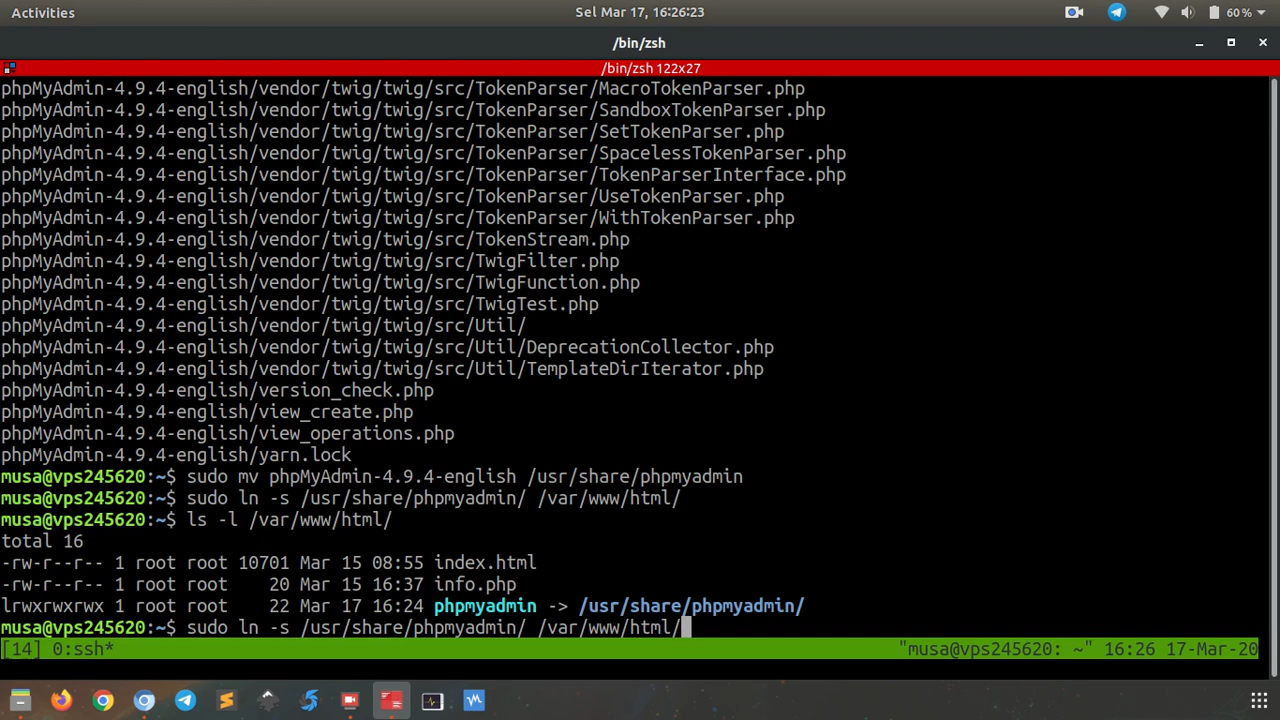 Activities
Sel Mar 17, 16:26:23
60%
/bin/zsh
/bin/zsh 122x27
phpMyAdmin-4.9.4-english/vendor/twig/twig/src/TokenParser/MacroTokenParser.php
phpMyAdmin-4.9.4-english/vendor/twig/twig/src/TokenParser/SandboxTokenParser.php
phpMyAdmin-4.9.4-english/vendor/twig/twig/src/TokenParser/SetTokenParser.php
phpMyAdmin-4.9.4-english/vendor/twig/twig/src/TokenParser/SpacelessTokenParser.php
phpMyAdmin-4.9.4-english/vendor/twig/twig/src/TokenParser/TokenParserInterface.php
phpMyAdmin-4.9.4-english/vendor/twig/twig/src/TokenParser/UseTokenParser.php
phpMyAdmin-4.9.4-english/vendor/twig/twig/src/TokenParser/WithTokenParser.php
phpMyAdmin-4.9.4-english/vendor/twig/twig/src/TokenStream.php
phpMyAdmin-4.9.4-english/vendor/twig/twig/src/TwigFilter.php
phpMyAdmin-4.9.4-english/vendor/twig/twig/src/TwigFunction.php
phpMyAdmin-4.9.4-english/vendor/twig/twig/src/TwigTest.php
phpMyAdmin-4.9.4-english/vendor/twig/twig/src/Util/
phpMyAdmin-4.9.4-english/vendor/twig/twig/src/Util/DeprecationCollector.php
phpMyAdmin-4.9.4-english/vendor/twig/twig/src/Util/TemplateDirIterator.php
phpMyAdmin-4.9.4-english/version_check.php
phpMyAdmin-4.9.4-english/view_create.php
phpMyAdmin-4.9.4-english/view_operations.php
phpMyAdmin-4.9.4-english/yarn.lock
musa@vps245620:~$ sudo mv phpMyAdmin-4.9.4-english /usr/share/phpmyadmin
musa@vps245620:~$ sudo ln -s /usr/share/phpmyadmin/ /var/www/html/
musa@vps245620:~$ ls -l /var/www/html/
total 16
-rw-r--r-- 1 root root 10701 Mar 15 08:55 index.html
-rw-r--r-- 1 root root    20 Mar 15 16:37 info.php
lrwxrwxrwx 1 root root    22 Mar 17 16:24 phpmyadmin -> /usr/share/phpmyadmin/
musa@vps245620:~$ sudo ln -s /usr/share/phpmyadmin/ /var/www/html/
[14] 0:ssh* "musa@vps245620: ~" 16:26 17-Mar-20